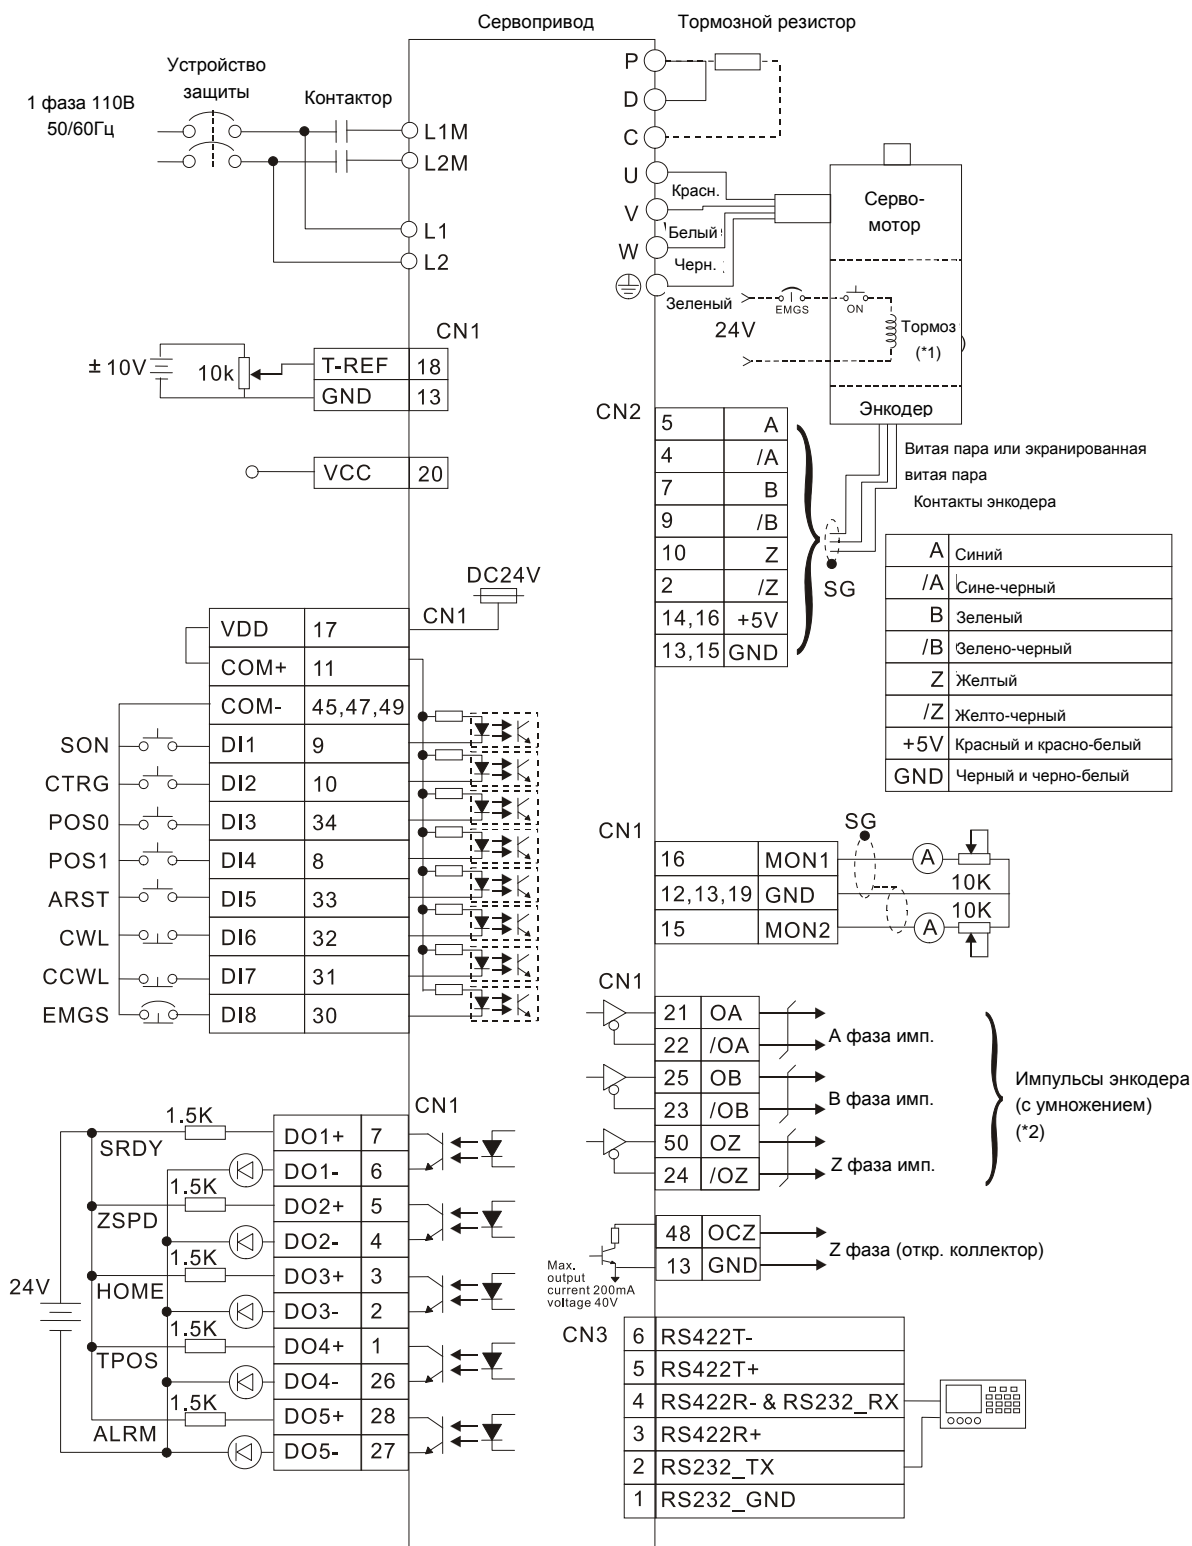 Сервопривод
Тормозной резистор
Устройство
защиты
Контактор
1 фаза 110В
50/60Гц
L1M
L2M
L1
L2
P
D
C
U
V
W
Красн.
Белый
Черн.
Зеленый
Серво-
мотор
EMGS
ON
24V
Тормоз
(*1)
Энкодер
CN1
± 10V
10k
T-REF 18
GND 13
VCC 20
CN2
5 A
4 /A
7 B
9 /B
10 Z
2 /Z
14,16 +5V
13,15 GND
Витая пара или экранированная
витая пара
Контакты энкодера
SG
A Синий
/A Сине-черный
B Зеленый
/B Зелено-черный
Z Желтый
/Z Желто-черный
+5V Красный и красно-белый
GND Черный и черно-белый
DC24V
CN1
VDD 17
COM+ 11
COM- 45,47,49
SON DI1 9
CTRG DI2 10
POS0 DI3 34
POS1 DI4 8
ARST DI5 33
CWL DI6 32
CCWL DI7 31
EMGS DI8 30
CN1
SG
16 MON1
A
10K
12,13,19 GND
10K
15 MON2
A
CN1
21 OA
22 /OA
А фаза имп.
25 OB
23 /OB
В фаза имп.
50 OZ
24 /OZ
Z фаза имп.
Импульсы энкодера
(с умножением)
(*2)
48 OCZ
13 GND
Z фаза (откр. коллектор)
Max.
output
current 200mA
voltage 40V
CN1
24V
1.5K
SRDY
DO1+ 7
DO1- 6
1.5K
ZSPD
DO2+ 5
DO2- 4
1.5K
HOME
DO3+ 3
DO3- 2
1.5K
TPOS
DO4+ 1
DO4- 26
1.5K
ALRM
DO5+ 28
DO5- 27
CN3
6 RS422T-
5 RS422T+
4 RS422R- & RS232_RX
3 RS422R+
2 RS232_TX
1 RS232_GND